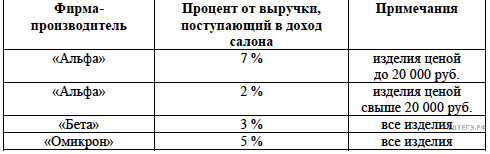 Фирма- Процент от выручки, Примечания
производитель поступающий в доход
салона
«Альфа» 7 % изделия ценой
до 20 000 руб.
«Альфа» 2 % изделия ценой
свыше 20 000 руб.
«Бета» 3 % все изделия
«Омикрон» 5 % все изделия